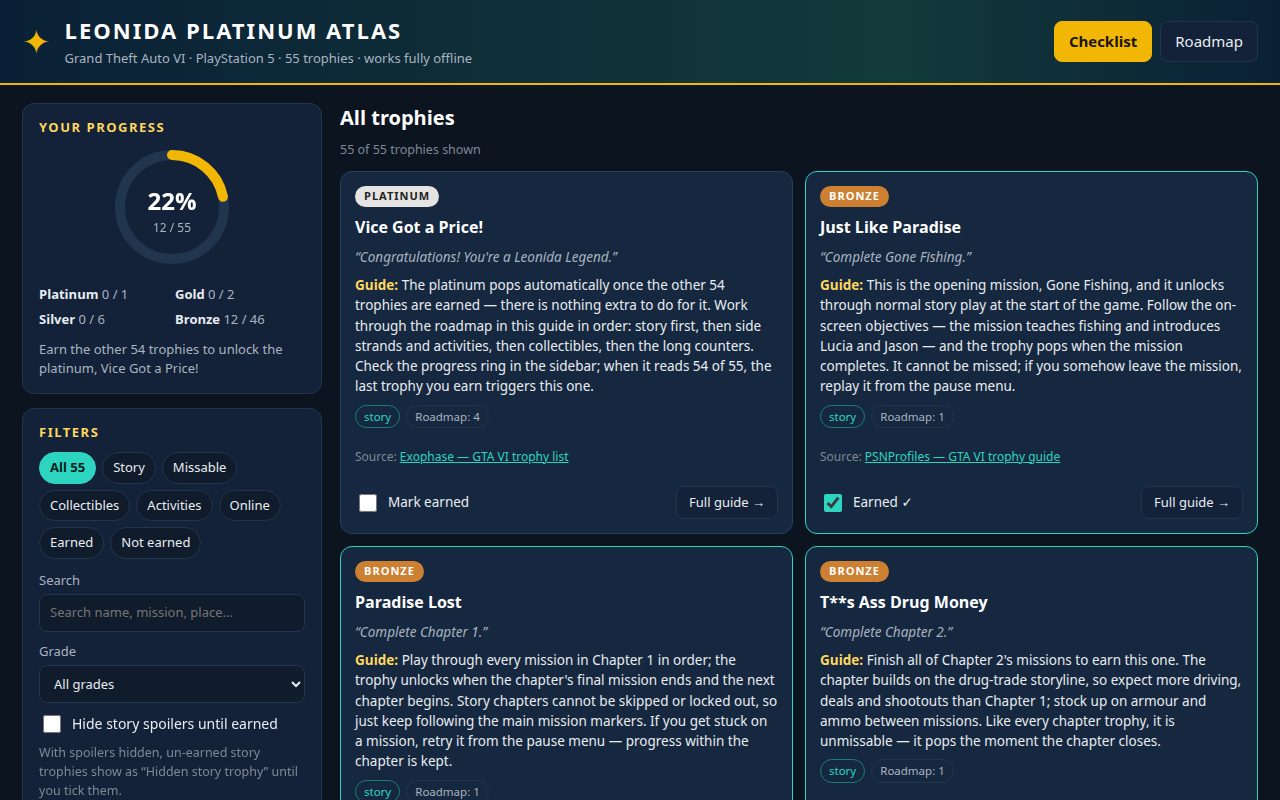 LEONIDA PLATINUM ATLAS
Grand Theft Auto VI · PlayStation 5 · 55 trophies · works fully offline
Checklist
Roadmap
YOUR PROGRESS
22%
12 / 55
Platinum 0 / 1
Gold 0 / 2
Silver 0 / 6
Bronze 12 / 46
Earn the other 54 trophies to unlock the
platinum, Vice Got a Price!
FILTERS
All 55
Story
Missable
Collectibles
Activities
Online
Earned
Not earned
Search
Search name, mission, place…
Grade
All grades
Hide story spoilers until earned
With spoilers hidden, un-earned story
trophies show as “Hidden story trophy” until
you tick them.
All trophies
55 of 55 trophies shown
PLATINUM
Vice Got a Price!
“Congratulations! You're a Leonida Legend.”
Guide: The platinum pops automatically once the other 54
trophies are earned — there is nothing extra to do for it. Work
through the roadmap in this guide in order: story first, then side
strands and activities, then collectibles, then the long counters.
Check the progress ring in the sidebar; when it reads 54 of 55, the
last trophy you earn triggers this one.
story
Roadmap: 4
Source: Exophase — GTA VI trophy list
Mark earned
Full guide →
BRONZE
Just Like Paradise
“Complete Gone Fishing.”
Guide: This is the opening mission, Gone Fishing, and it unlocks
through normal story play at the start of the game. Follow the on-
screen objectives — the mission teaches fishing and introduces
Lucia and Jason — and the trophy pops when the mission
completes. It cannot be missed; if you somehow leave the mission,
replay it from the pause menu.
story
Roadmap: 1
Source: PSNProfiles — GTA VI trophy guide
Earned ✓
Full guide →
BRONZE
Paradise Lost
“Complete Chapter 1.”
Guide: Play through every mission in Chapter 1 in order; the
trophy unlocks when the chapter's final mission ends and the next
chapter begins. Story chapters cannot be skipped or locked out, so
just keep following the main mission markers. If you get stuck on
a mission, retry it from the pause menu — progress within the
chapter is kept.
story
Roadmap: 1
BRONZE
T**s Ass Drug Money
“Complete Chapter 2.”
Guide: Finish all of Chapter 2's missions to earn this one. The
chapter builds on the drug-trade storyline, so expect more driving,
deals and shootouts than Chapter 1; stock up on armour and
ammo between missions. Like every chapter trophy, it is
unmissable — it pops the moment the chapter closes.
story
Roadmap: 1